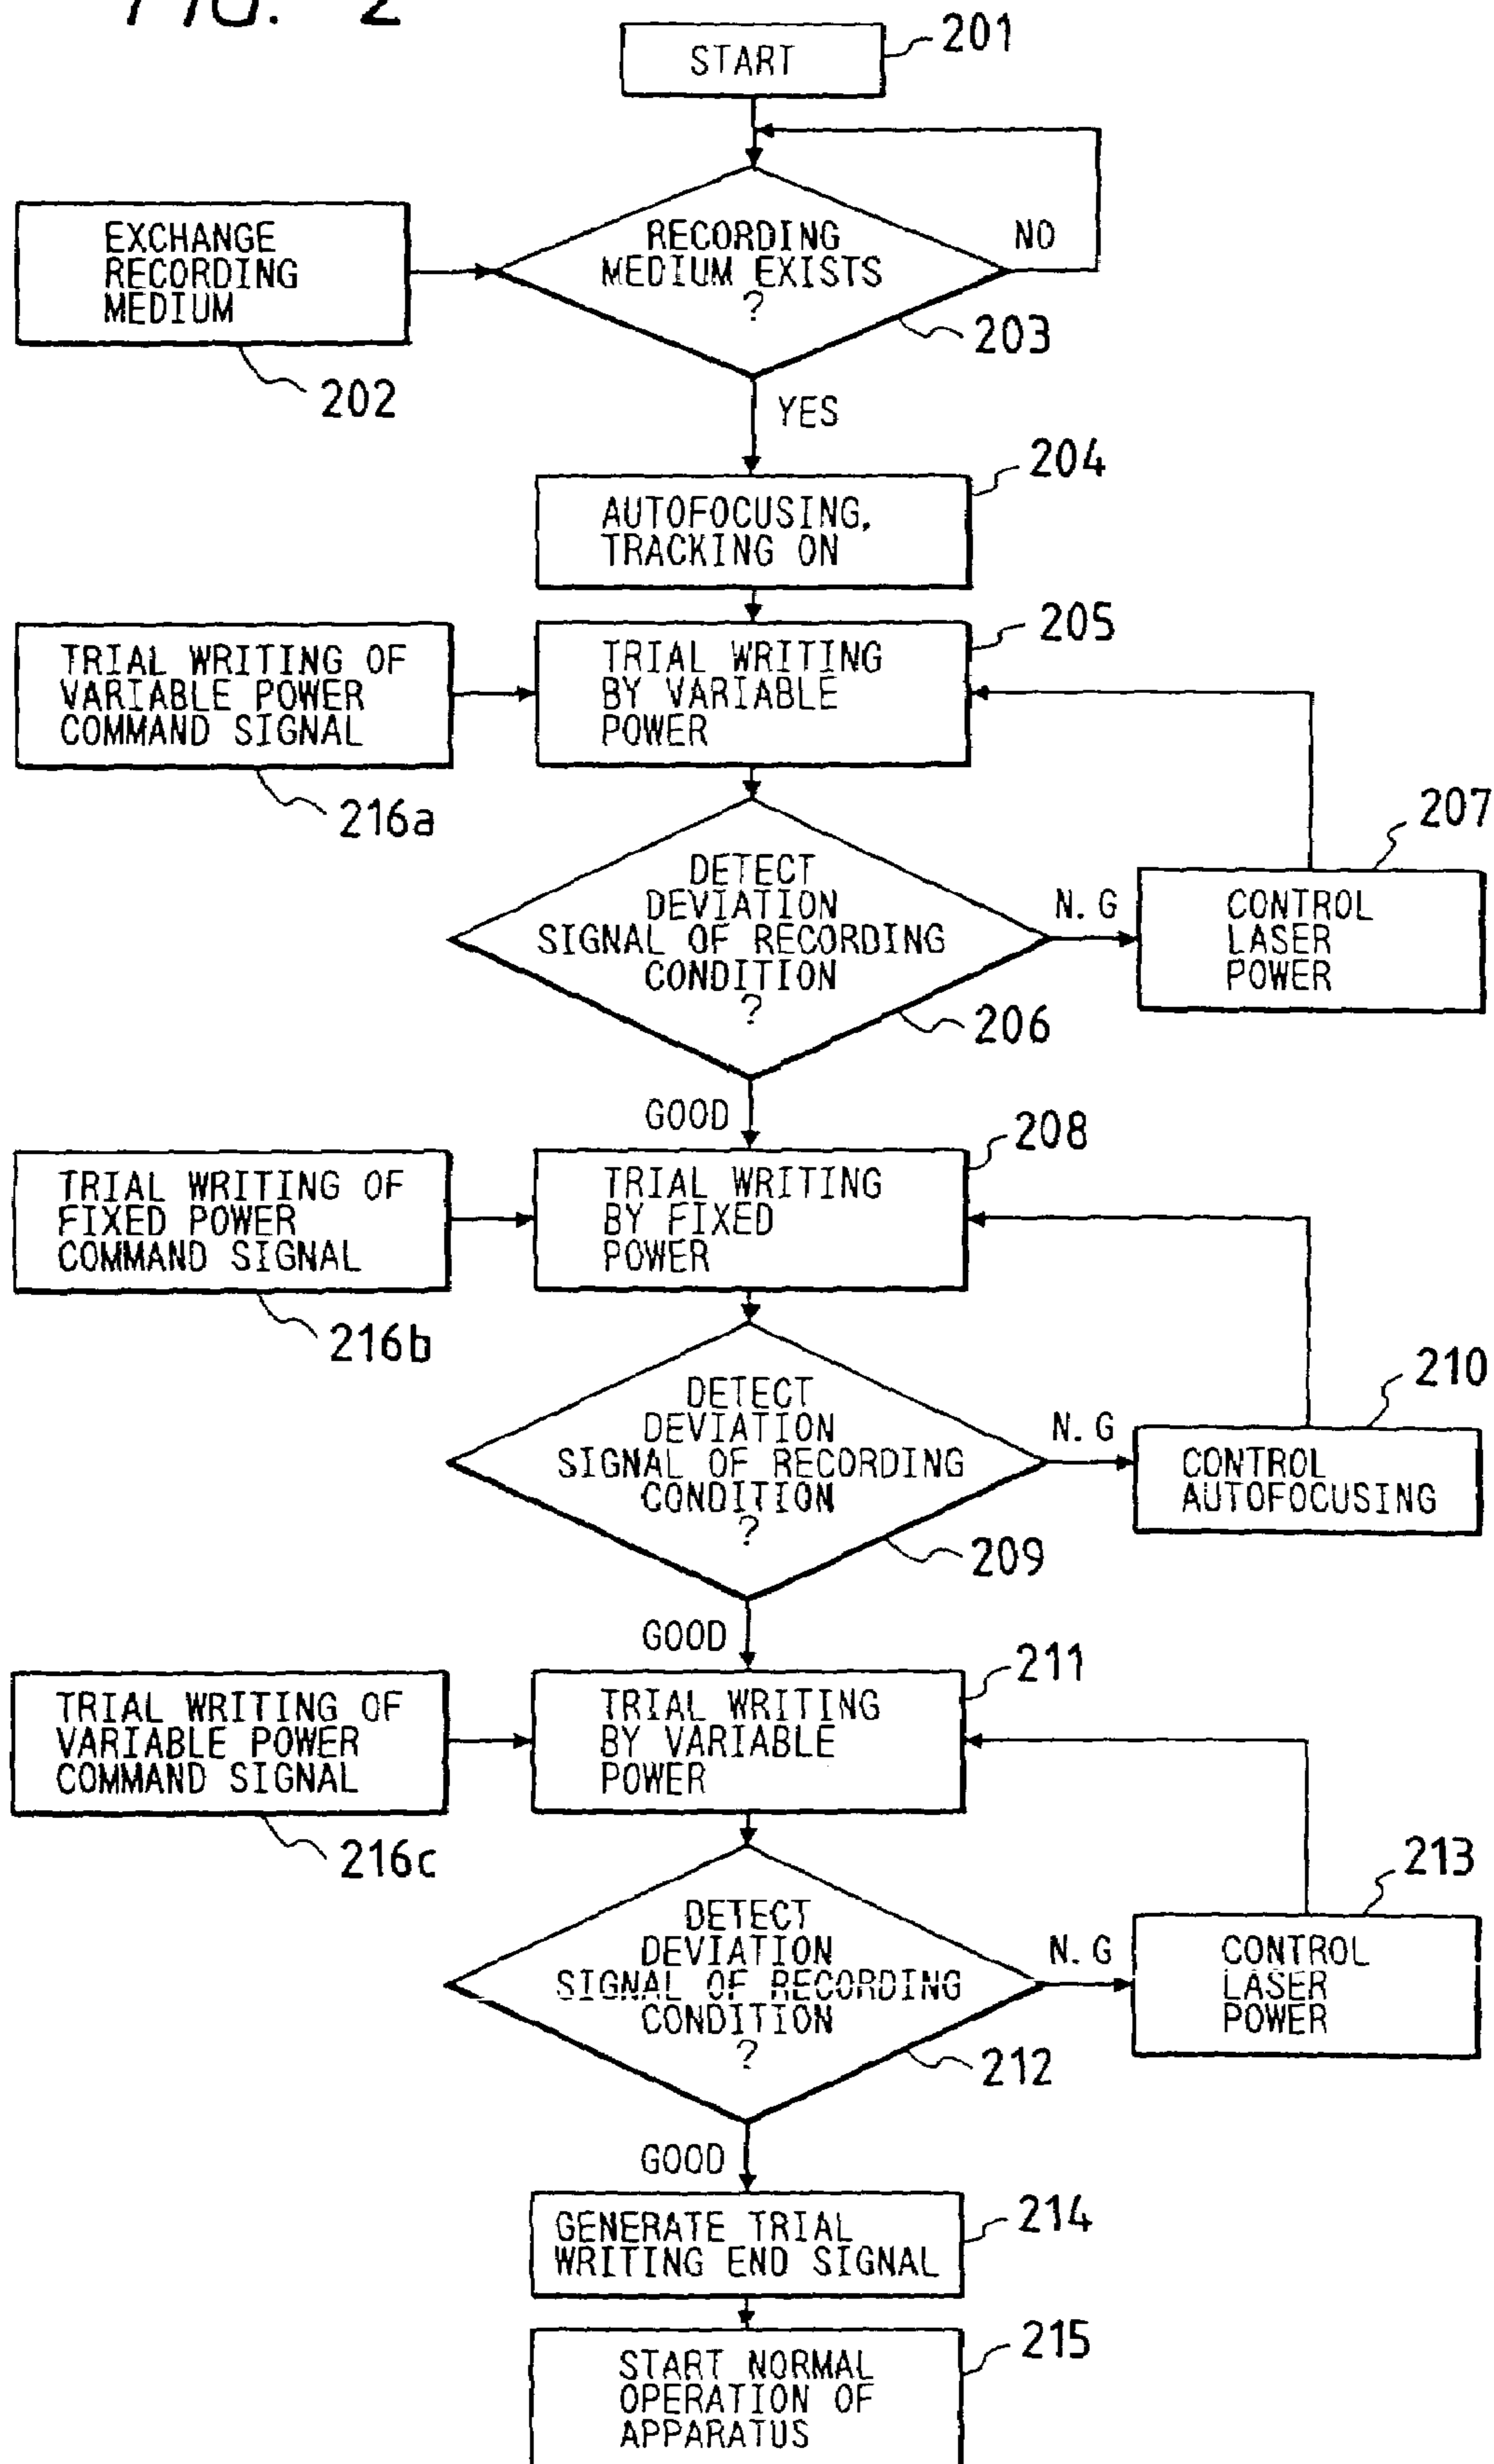 FIG. 2
START
201
EXCHANGE
RECORDING
MEDIUM
202
RECORDING
MEDIUM EXISTS
?
NO
203
YES
204
AUTOFOCUSING,
TRACKING ON
205
TRIAL WRITING OF
VARIABLE POWER
COMMAND SIGNAL
216a
TRIAL WRITING
BY VARIABLE
POWER
207
DETECT
DEVIATION
SIGNAL OF RECORDING
CONDITION
?
N.G
CONTROL
LASER
POWER
206
GOOD
208
TRIAL WRITING OF
FIXED POWER
COMMAND SIGNAL
216b
TRIAL WRITING
BY FIXED
POWER
210
DETECT
DEVIATION
SIGNAL OF RECORDING
CONDITION
?
N.G
CONTROL
AUTOFOCUSING
209
GOOD
211
TRIAL WRITING OF
VARIABLE POWER
COMMAND SIGNAL
216c
TRIAL WRITING
BY VARIABLE
POWER
213
DETECT
DEVIATION
SIGNAL OF RECORDING
CONDITION
?
N.G
CONTROL
LASER
POWER
212
GOOD
214
GENERATE TRIAL
WRITING END SIGNAL
215
START NORMAL
OPERATION OF
APPARATUS